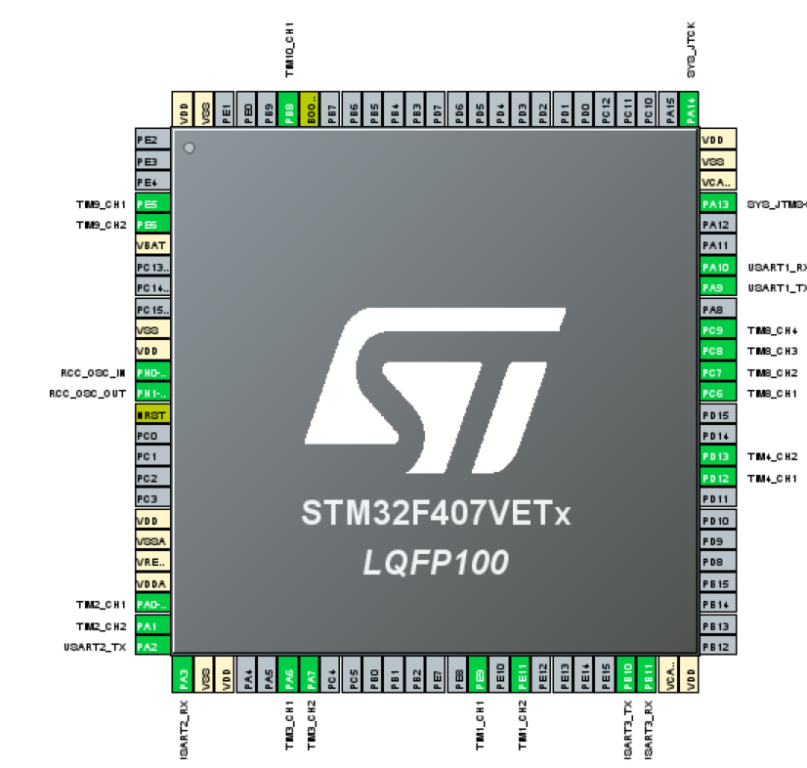 TIM10_CH1
SYS_JTCK
VDD VSS PE1 PE0 PB9 PB8 BOO.. PB7 PB6 PB5 PB4 PB3 PD7 PD6 PD5 PD4 PD3 PD2 PD1 PD0 PC12 PC11 PC10 PA15 PA14
PE2
PE3
PE4
TIM9_CH1 PE5
TIM9_CH2 PE6
VBAT
PC13..
PC14..
PC15..
VSS
VDD
RCC_OSC_IN PH0-..
RCC_OSC_OUT PH1-..
NRST
PC0
PC1
PC2
PC3
VDD
VSSA
VRE..
VDDA
TIM2_CH1 PA0-..
TIM2_CH2 PA1
USART2_TX PA2
ST
STM32F407VETx
LQFP100
VDD
VSS
VCA..
PA13 SYS_JTMS-
PA12
PA11
PA10 USART1_RX
PA9 USART1_TX
PA8
PC9 TIM8_CH4
PC8 TIM8_CH3
PC7 TIM8_CH2
PC6 TIM8_CH1
PD15
PD14
PD13 TIM4_CH2
PD12 TIM4_CH1
PD11
PD10
PD9
PD8
PB15
PB14
PB13
PB12
PA3 VSS VDD PA4 PA5 PA6 PA7 PC4 PC5 PB0 PB1 PB2 PE7 PE8 PE9 PE10 PE11 PE12 PE13 PE14 PE15 PB10 PB11 VCA.. VDD
USART2_RX
TIM3_CH1
TIM3_CH2
TIM1_CH1
TIM1_CH2
USART3_TX
USART3_RX